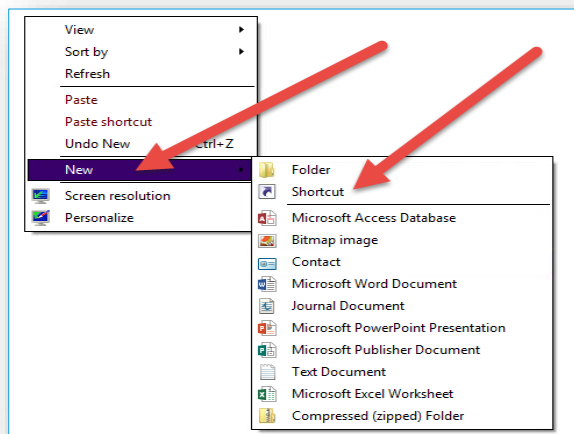 View
Sort by
Refresh
Paste
Paste shortcut
Undo New Ctrl+Z
New
Screen resolution
Personalize
Folder
Shortcut
Microsoft Access Database
Bitmap image
Contact
Microsoft Word Document
Journal Document
Microsoft PowerPoint Presentation
Microsoft Publisher Document
Text Document
Microsoft Excel Worksheet
Compressed (zipped) Folder